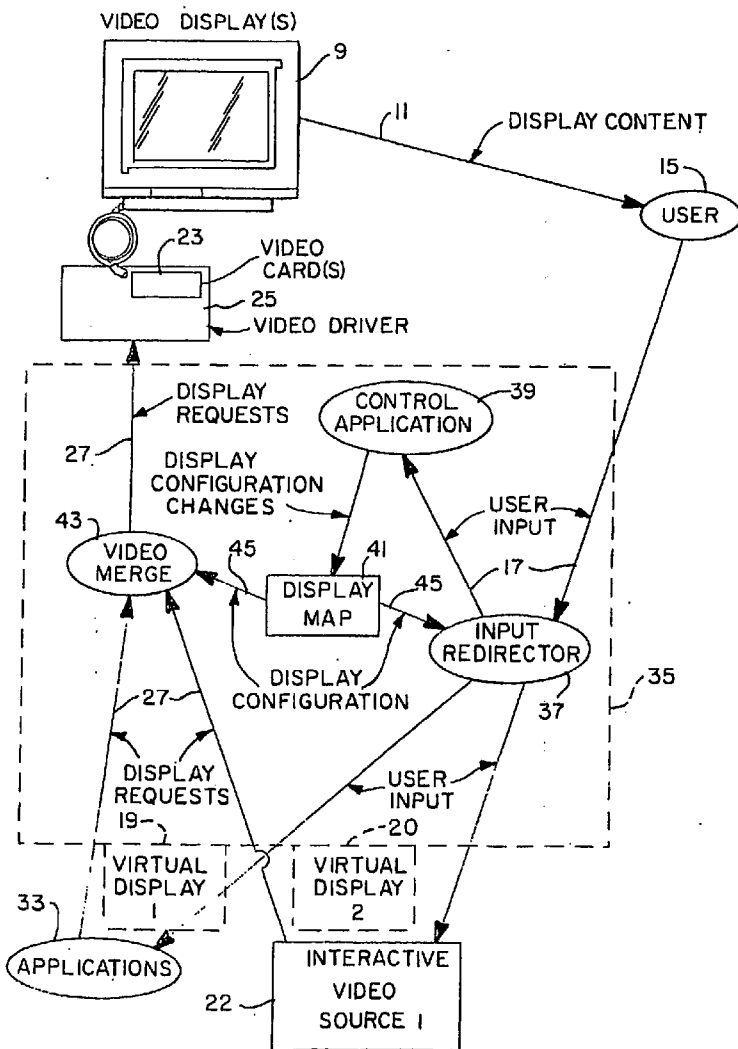 VIDEO DISPLAY(S)
9
11
DISPLAY CONTENT
15
USER
23
VIDEO
CARD(S)
25
VIDEO DRIVER
DISPLAY
REQUESTS
27
CONTROL
APPLICATION
39
DISPLAY
CONFIGURATION
CHANGES
USER
INPUT
43
VIDEO
MERGE
45
41
DISPLAY
MAP
45
17
INPUT
REDIRECTOR
37
35
DISPLAY
CONFIGURATION
27
DISPLAY
REQUESTS
USER
INPUT
19
20
VIRTUAL
DISPLAY
1
VIRTUAL
DISPLAY
2
33
APPLICATIONS
22
INTERACTIVE
VIDEO
SOURCE 1